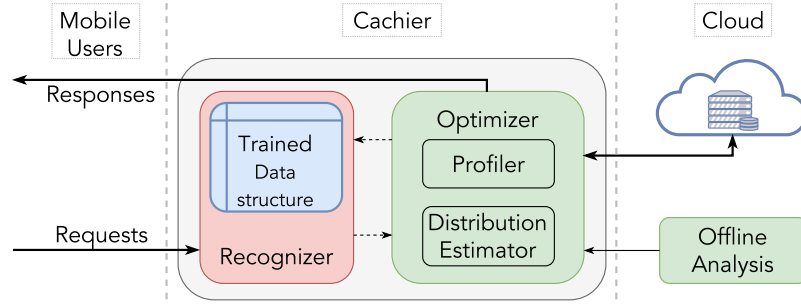 Mobile
Users
Cachier
Cloud
Responses
Trained
Data
structure
Optimizer
Profiler
Distribution
Estimator
Requests
Recognizer
Offline
Analysis